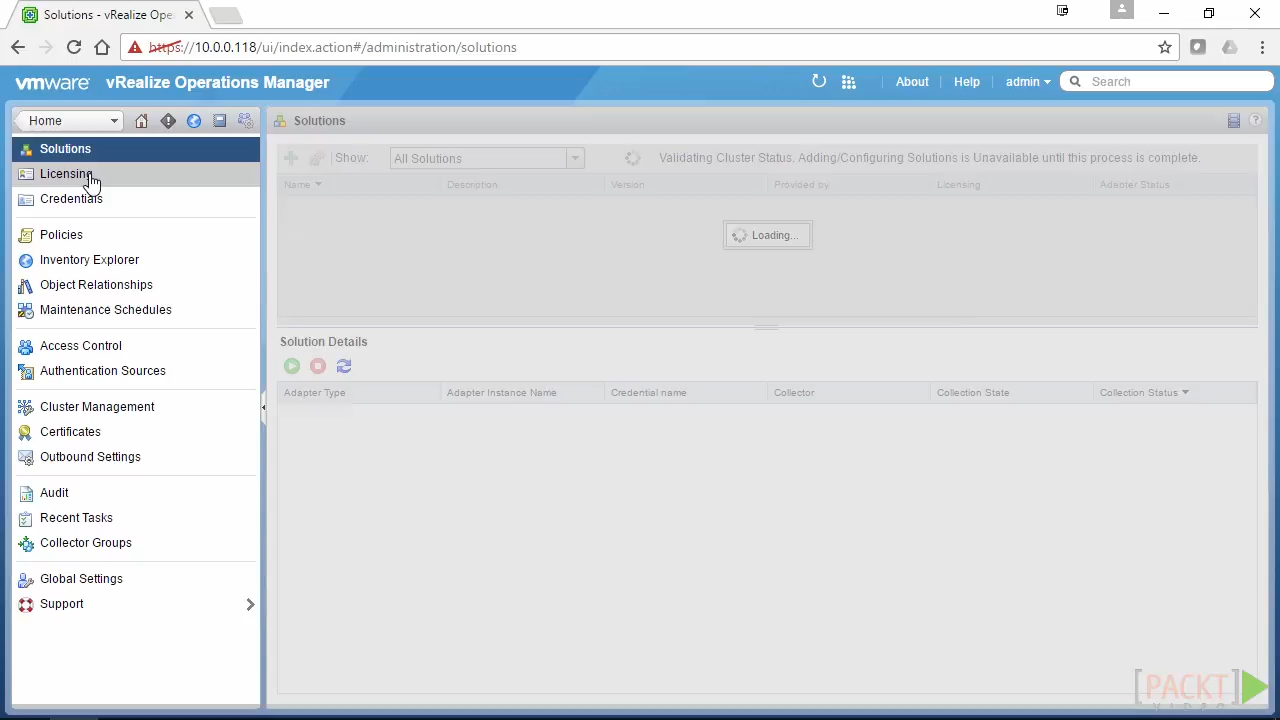 Solutions - vRealize Ope
https://10.0.0.118/ui/index.action#/administration/solutions
vmware vRealize Operations Manager
About Help admin Search
Home
Solutions
Licensing
Credentials
Policies
Inventory Explorer
Object Relationships
Maintenance Schedules
Access Control
Authentication Sources
Cluster Management
Certificates
Outbound Settings
Audit
Recent Tasks
Collector Groups
Global Settings
Support
Solutions
Show: All Solutions Validating Cluster Status. Adding/Configuring Solutions is Unavailable until this process is complete.
Name Description Version Provided by Licensing Adapter Status
Loading...
Solution Details
Adapter Type Adapter Instance Name Credential name Collector Collection State Collection Status
[PACKT]